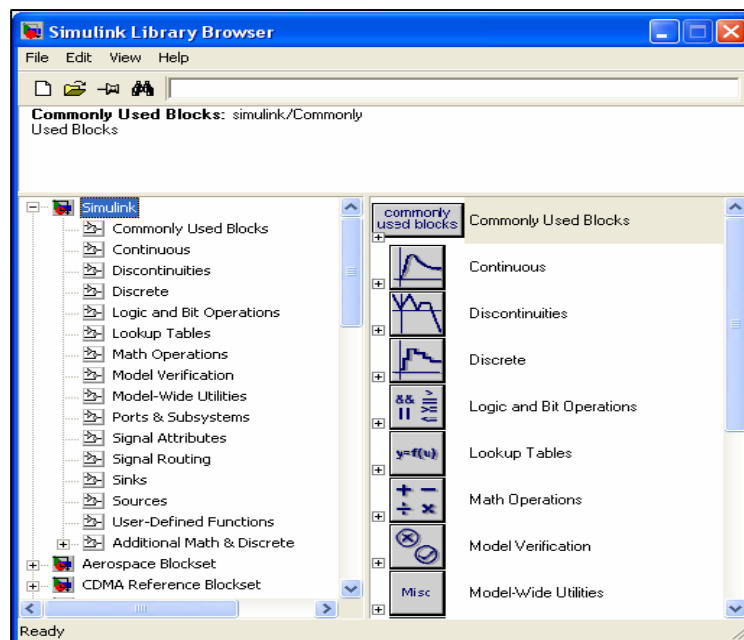 Simulink Library Browser
File Edit View Help
Commonly Used Blocks: simulink/Commonly
Used Blocks
Simulink
Commonly Used Blocks
Continuous
Discontinuities
Discrete
Logic and Bit Operations
Lookup Tables
Math Operations
Model Verification
Model-Wide Utilities
Ports & Subsystems
Signal Attributes
Signal Routing
Sinks
Sources
User-Defined Functions
Additional Math & Discrete
Aerospace Blockset
CDMA Reference Blockset
commonly
used blocks
Commonly Used Blocks
Continuous
Discontinuities
Discrete
&& >
|| >=
<=
Logic and Bit Operations
y=f(u)
Lookup Tables
+ −
÷ ×
Math Operations
Model Verification
Misc
Model-Wide Utilities
Ready